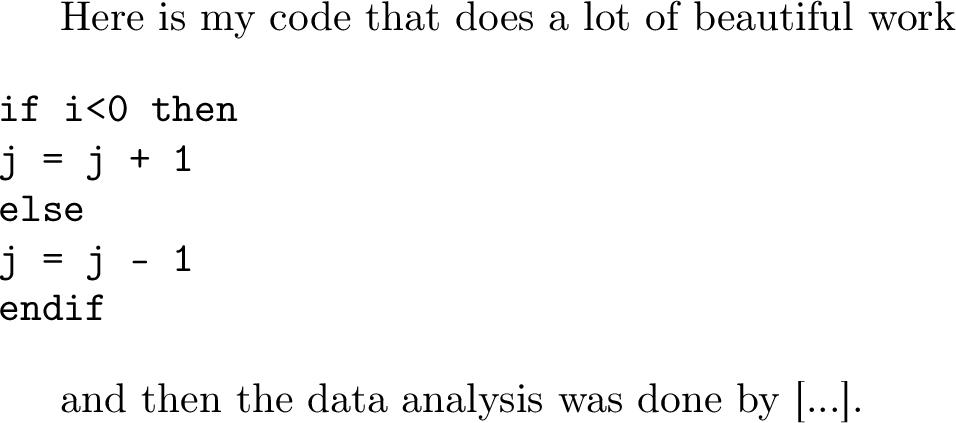 Here is my code that does a lot of beautiful work
if i<0 then
j = j + 1
else
j = j - 1
endif
and then the data analysis was done by [...].